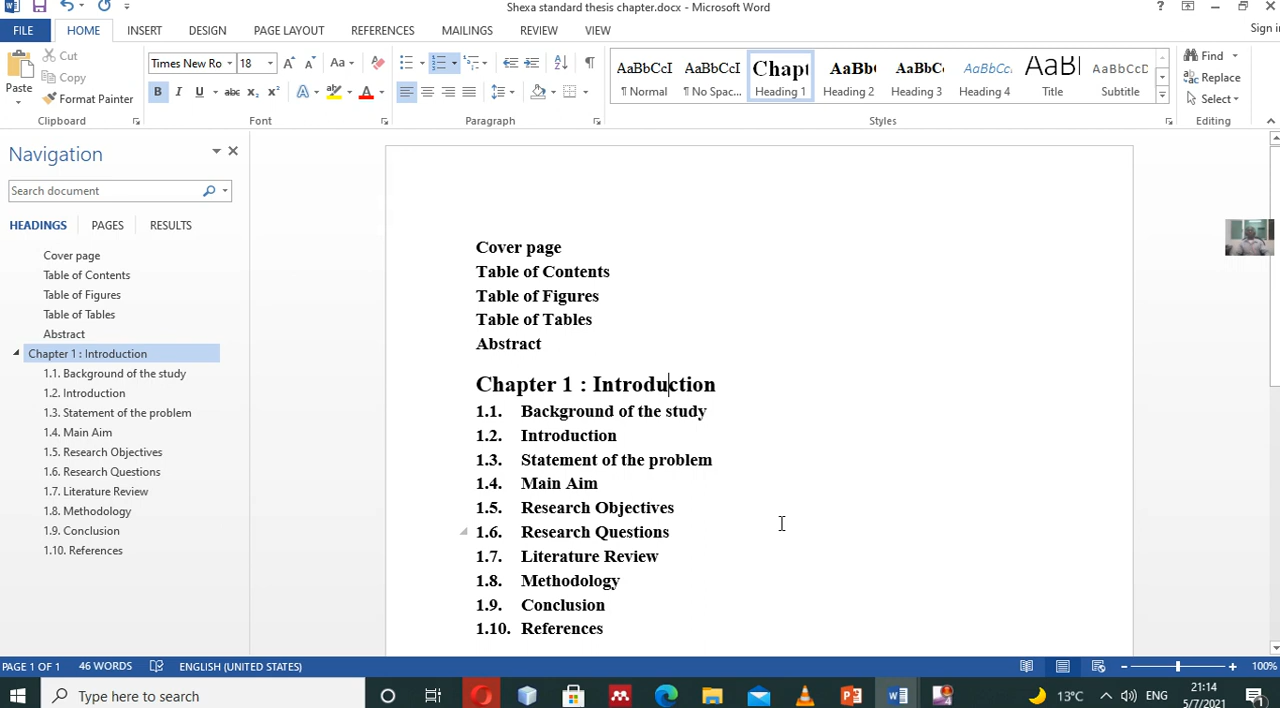 Shexa standard thesis chapter.docx - Microsoft Word
?
FILE HOME INSERT DESIGN PAGE LAYOUT REFERENCES MAILINGS REVIEW VIEW Sign in
Paste
Cut
Copy
Format Painter
Clipboard
Times New Ro 18
Font
Paragraph
AaBbCcI AaBbCcI Chapt AaBb( AaBbC( AaBbCc AaBb AaBbCcD
¶ Normal ¶ No Spac... Heading 1 Heading 2 Heading 3 Heading 4 Title Subtitle
Styles
Find
Replace
Select
Editing
Navigation
Search document
HEADINGS PAGES RESULTS
Cover page
Table of Contents
Table of Figures
Table of Tables
Abstract
Chapter 1 : Introduction
1.1. Background of the study
1.2. Introduction
1.3. Statement of the problem
1.4. Main Aim
1.5. Research Objectives
1.6. Research Questions
1.7. Literature Review
1.8. Methodology
1.9. Conclusion
1.10. References
Cover page
Table of Contents
Table of Figures
Table of Tables
Abstract
Chapter 1 : Introduction
1.1. Background of the study
1.2. Introduction
1.3. Statement of the problem
1.4. Main Aim
1.5. Research Objectives
1.6. Research Questions
1.7. Literature Review
1.8. Methodology
1.9. Conclusion
1.10. References
PAGE 1 OF 1 46 WORDS ENGLISH (UNITED STATES) 100%
Type here to search
13°C ENG
21:14
5/7/2021